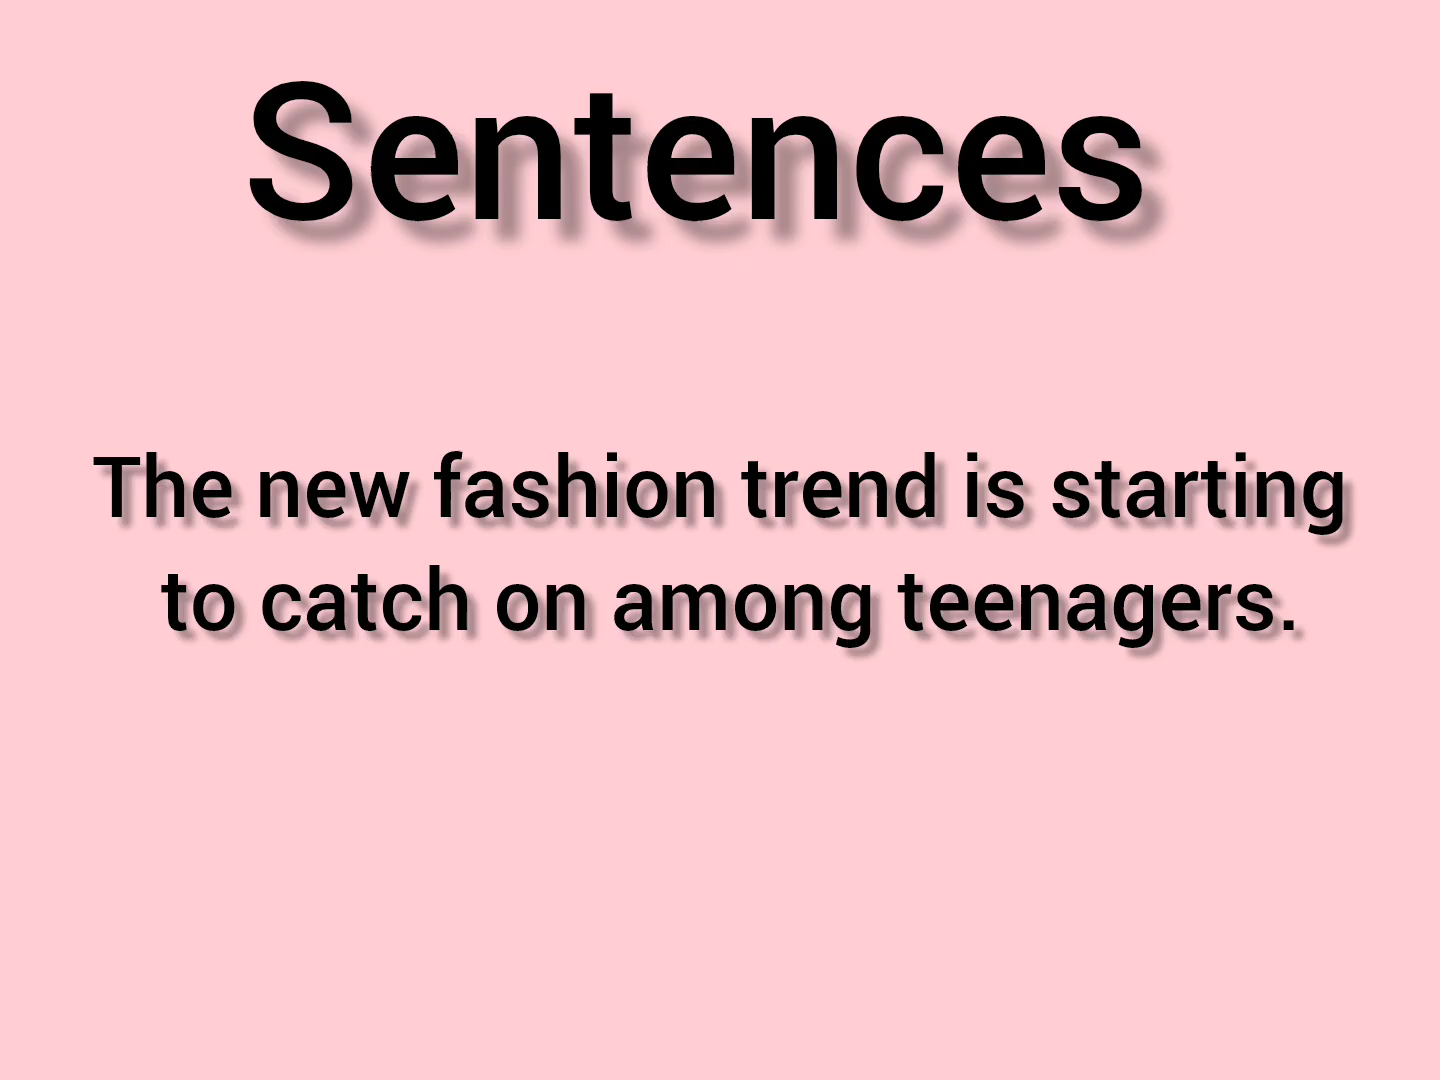 Sentences
The new fashion trend is starting
to catch on among teenagers.